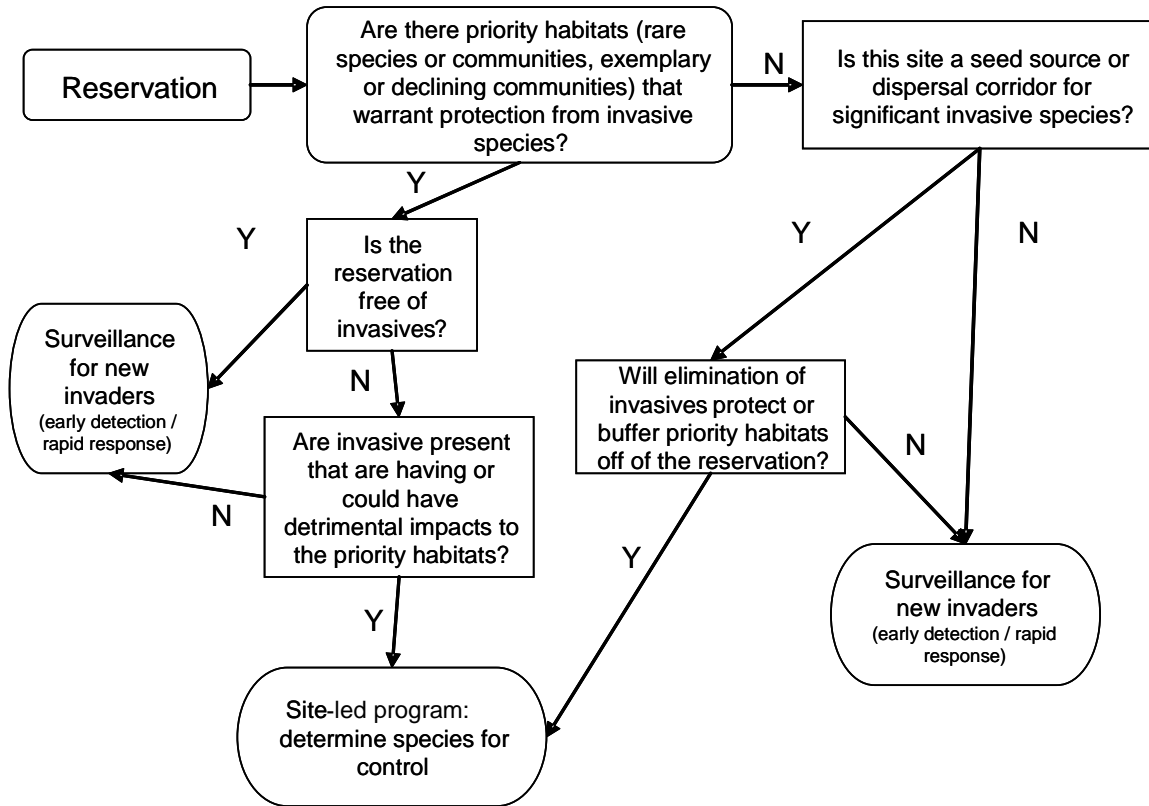 Reservation
Are there priority habitats (rare
species or communities, exemplary
or declining communities) that
warrant protection from invasive
species?
N
Is this site a seed source or
dispersal corridor for
significant invasive species?
Y
Y
Is the
reservation
free of
invasives?
Y
N
Surveillance
for new
invaders
(early detection /
rapid response)
N
Will elimination of
invasives protect or
buffer priority habitats
off of the reservation?
N
Are invasive present
that are having or
could have
detrimental impacts to
the priority habitats?
N
Y
Surveillance for
new invaders
(early detection / rapid
response)
Y
Site-led program:
determine species for
control